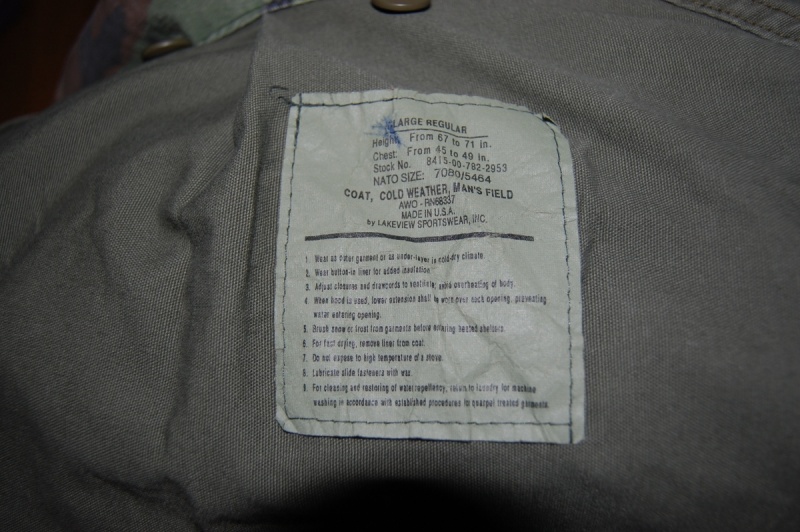 LARGE REGULAR
Height: From 67 to 71 in.
Chest: From 45 to 49 in.
Stock No. 8415-00-782-2953
NATO SIZE: 7080/5464
COAT, COLD WEATHER, MAN'S FIELD
AWO - RN68337
MADE IN U.S.A.
by LAKEVIEW SPORTSWEAR, INC.
1. Wear as outer garment or as under-layer in cold-dry climate.
2. Wear button-in liner for added insulation.
3. Adjust closures and drawcords to ventilate; avoid overheating of body.
4. When hood is used, lower extension shall be worn over each opening, preventing
water entering opening.
5. Brush snow or frost from garments before entering heated shelters.
6. For fast drying, remove liner from coat.
7. Do not expose to high temperature of a stove.
8. Lubricate slide fasteners with wax.
9. For cleaning and restoring of water repellency, return to laundry for machine
washing in accordance with established procedures for quarpel treated garments.